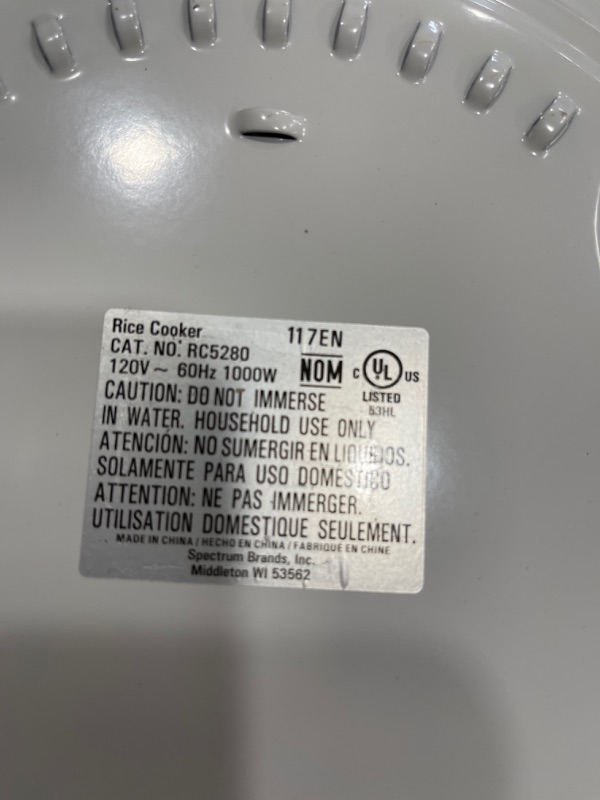 Rice Cooker 117EN
CAT. NO: RC5280
120V ~ 60Hz 1000W NOM C UL US
CAUTION: DO NOT IMMERSE LISTED
IN WATER. HOUSEHOLD USE ONLY 53HL
ATENCIÓN: NO SUMERGIR EN LIQUIDOS.
SOLAMENTE PARA USO DOMÉSTICO
ATTENTION: NE PAS IMMERGER.
UTILISATION DOMESTIQUE SEULEMENT.
MADE IN CHINA / HECHO EN CHINA / FABRIQUÉ EN CHINE
Spectrum Brands, Inc.
Middleton WI 53562